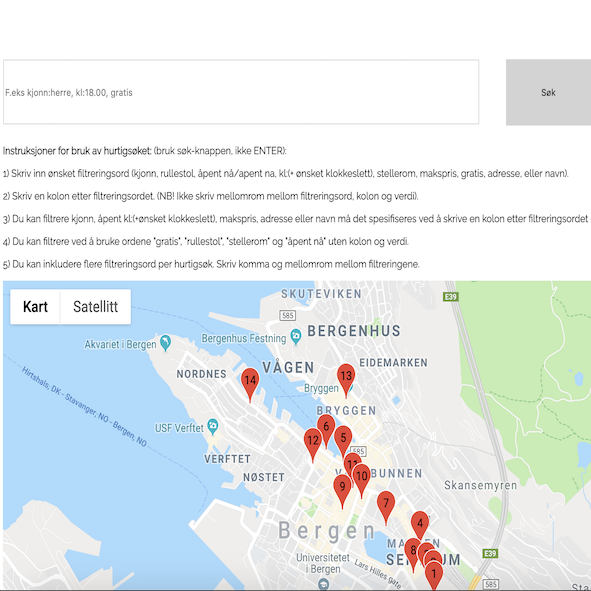 F.eks kjonn:herre, kl:18.00, gratis
Søk
Instruksjoner for bruk av hurtigsøket: (bruk søk-knappen, ikke ENTER):
1) Skriv inn ønsket filtreringsord (kjonn, rullestol, åpent nå/apent na, kl:(+ ønsket klokkeslett), stellerom, makspris, gratis, adresse, eller navn).
2) Skriv en kolon etter filtreringsordet. (NB! Ikke skriv mellomrom mellom filtreringsord, kolon og verdi).
3) Du kan filtrere kjonn, åpent kl:(+ønsket klokkeslett), makspris, adresse eller navn må det spesifiseres ved å skrive en kolon etter filtreringsordet
4) Du kan filtrere ved å bruke ordene "gratis", "rullestol", "stellerom" og "åpent nå" uten kolon og verdi.
5) Du kan inkludere flere filtreringsord per hurtigsøk. Skriv komma og mellomrom mellom filtreringene.
Kart
Satellitt
SKUTEVIKEN
E39
585
Bergenhus Festning
BERGENHUS
Akvariet i Bergen
VÅGEN
EIDEMARKEN
NORDNES
14
13
Bryggen
Hirtshals, DK - Stavanger, NO - Bergen, NO
BRYGGEN
USF Verftet
6
12
5
585
VERFTET
11
NØSTET
10
9
Skansemyren
7
Bergen
4
8
E39
Universitetet
i Bergen
Lars Hilles gate
1
585